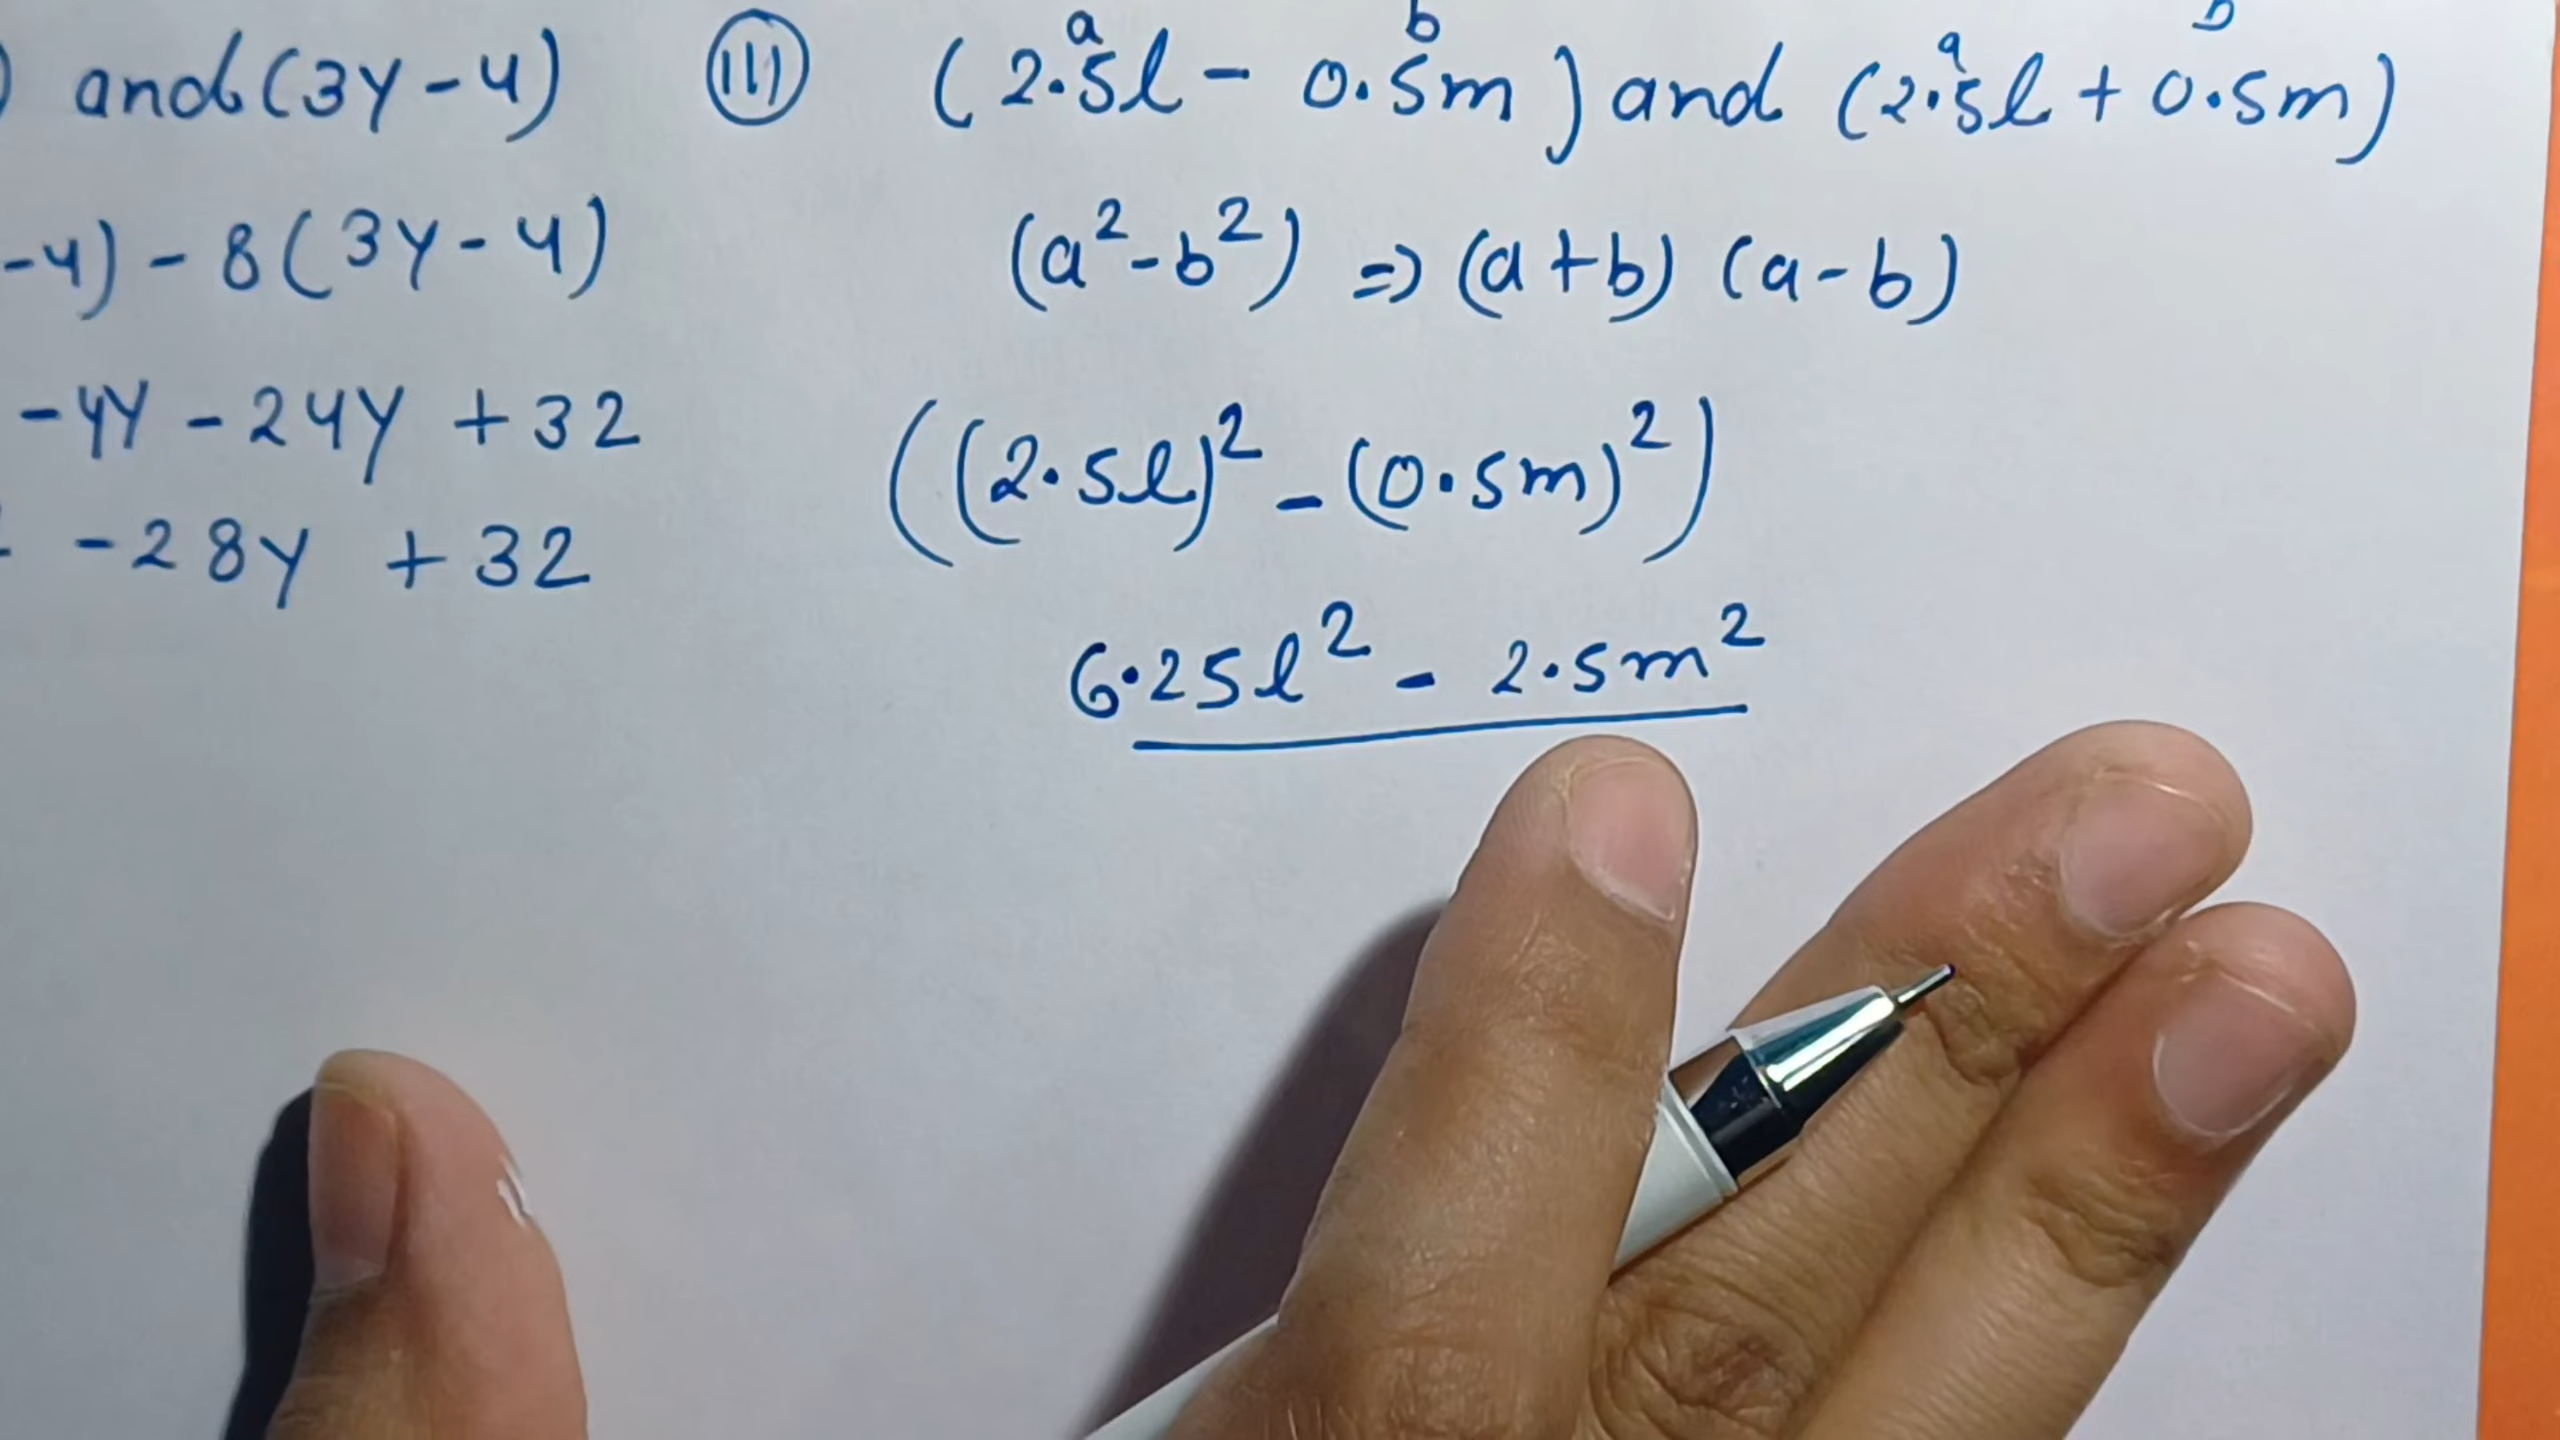 ) and (3y - 4)
-4) - 8(3y - 4)
-4y - 24y + 32
-28y + 32
(iii) (2.5l - 0.5m) and (2.5l + 0.5m)
a b a b
(a² - b²) ⇒ (a + b) (a - b)
((2.5l)² - (0.5m)²)
6.25l² - 2.5m²